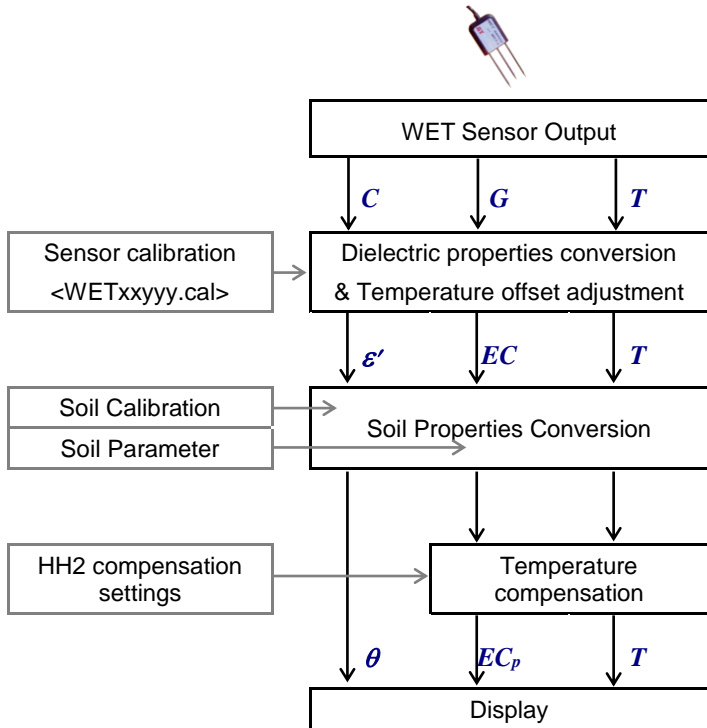 WET Sensor Output
C G T
Sensor calibration
<WETxxyyy.cal>
Dielectric properties conversion
& Temperature offset adjustment
ε′ EC T
Soil Calibration
Soil Parameter
Soil Properties Conversion
HH2 compensation
settings
Temperature
compensation
θ ECp T
Display